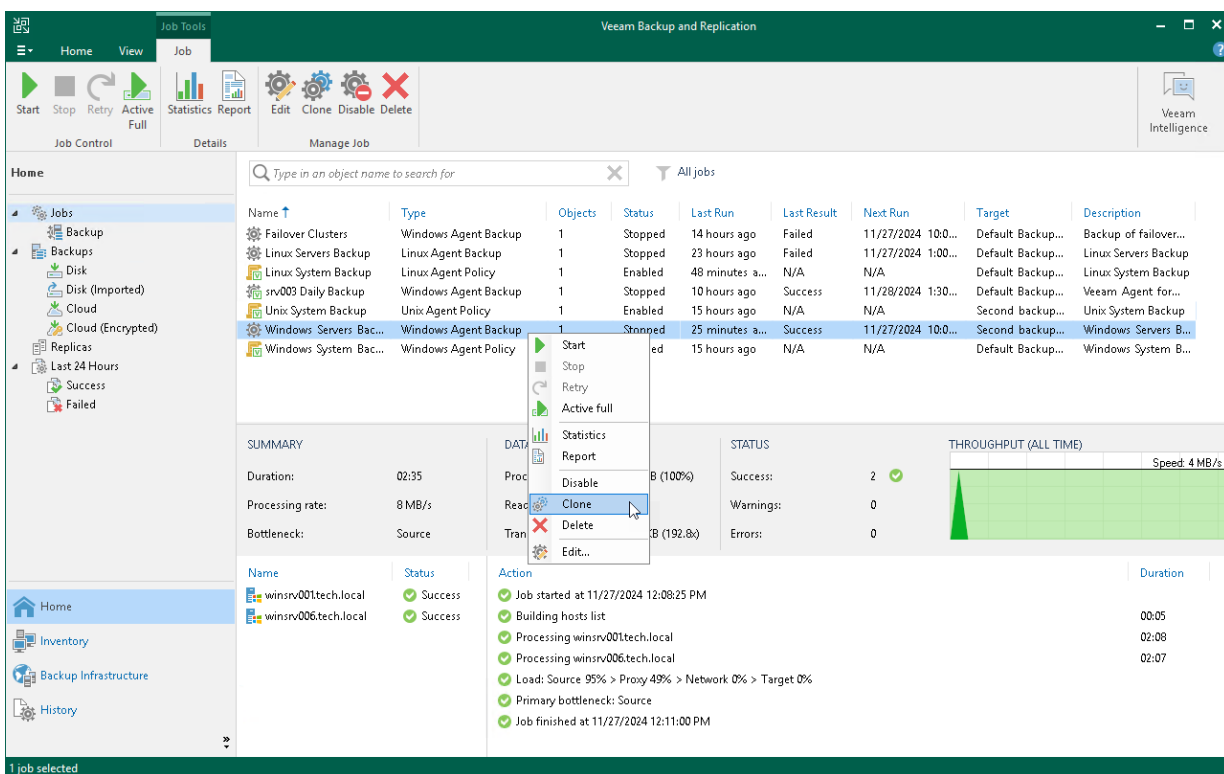 Job Tools
Veeam Backup and Replication
Home View Job
Start Stop Retry Active Full
Statistics Report
Edit Clone Disable Delete
Veeam Intelligence
Job Control Details Manage Job
Home
Type in an object name to search for
All jobs
Jobs
Backup
Backups
Disk
Disk (Imported)
Cloud
Cloud (Encrypted)
Replicas
Last 24 Hours
Success
Failed
Name Type Objects Status Last Run Last Result Next Run Target Description
Failover Clusters Windows Agent Backup 1 Stopped 14 hours ago Failed 11/27/2024 10:0... Default Backup... Backup of failover...
Linux Servers Backup Linux Agent Backup 1 Stopped 23 hours ago Failed 11/27/2024 1:00... Default Backup... Linux Servers Backup
Linux System Backup Linux Agent Policy 1 Enabled 48 minutes a... N/A N/A Default Backup... Linux System Backup
srv003 Daily Backup Windows Agent Backup 1 Stopped 10 hours ago Success 11/28/2024 1:30... Default Backup... Veeam Agent for...
Unix System Backup Unix Agent Policy 1 Enabled 15 hours ago N/A N/A Second backup... Unix System Backup
Windows Servers Bac... Windows Agent Backup 1 Stopped 25 minutes a... Success 11/27/2024 10:0... Second backup... Windows Servers B...
Windows System Bac... Windows Agent Policy ed 15 hours ago N/A N/A Default Backup... Windows System B...
Start
Stop
Retry
Active full
Statistics
Report
Disable
Clone
Delete
Edit...
SUMMARY DATA STATUS THROUGHPUT (ALL TIME)
Speed: 4 MB/s
Duration: 02:35 Proc B (100%) Success: 2
Processing rate: 8 MB/s Read Warnings: 0
Bottleneck: Source Tran KB (192.8x) Errors: 0
Name Status Action Duration
winsrv001.tech.local Success
winsrv006.tech.local Success
Job started at 11/27/2024 12:08:25 PM
Building hosts list 00:05
Processing winsrv001.tech.local 02:08
Processing winsrv006.tech.local 02:07
Load: Source 95% > Proxy 49% > Network 0% > Target 0%
Primary bottleneck: Source
Job finished at 11/27/2024 12:11:00 PM
Home
Inventory
Backup Infrastructure
History
1 job selected